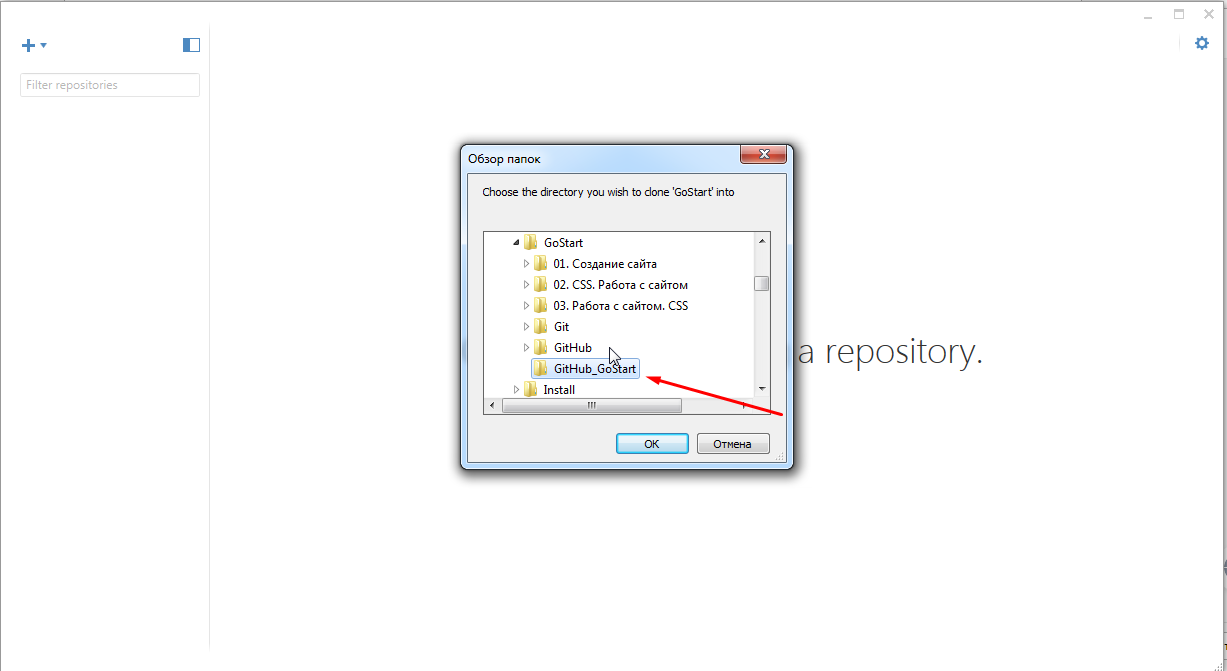 Filter repositories
Обзор папок
Choose the directory you wish to clone 'GoStart' into
GoStart
01. Создание сайта
02. CSS. Работа с сайтом
03. Работа с сайтом. CSS
Git
GitHub
GitHub_GoStart
Install
OK
Отмена
a repository.